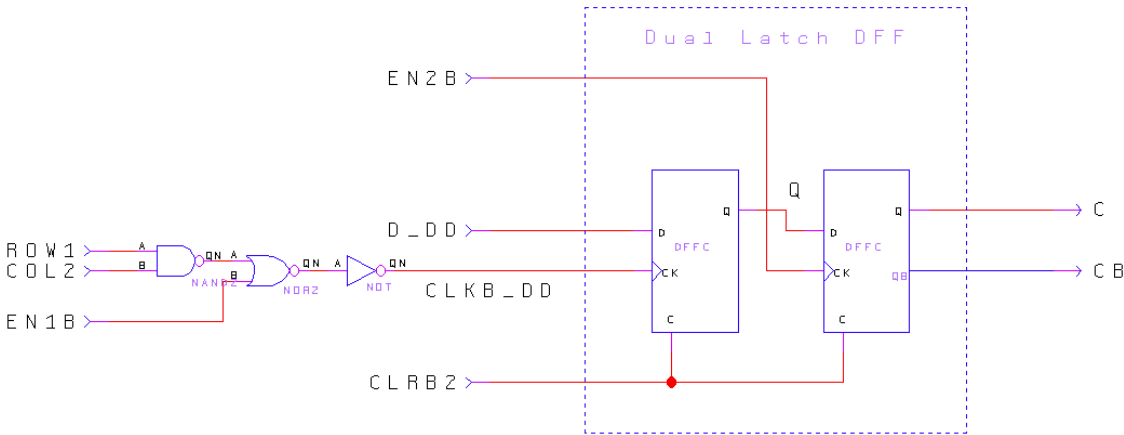 Dual Latch DFF
EN2B
Q
Q
Q
C
ROW1
A
QN
A
D_DD
D
DFFC
D
DFFC
COL2
B
NAND2
B
NOR2
QN
A
NOT
QN
CLKB_DD
CK
CK
QB
CB
EN1B
C
C
CLRB2